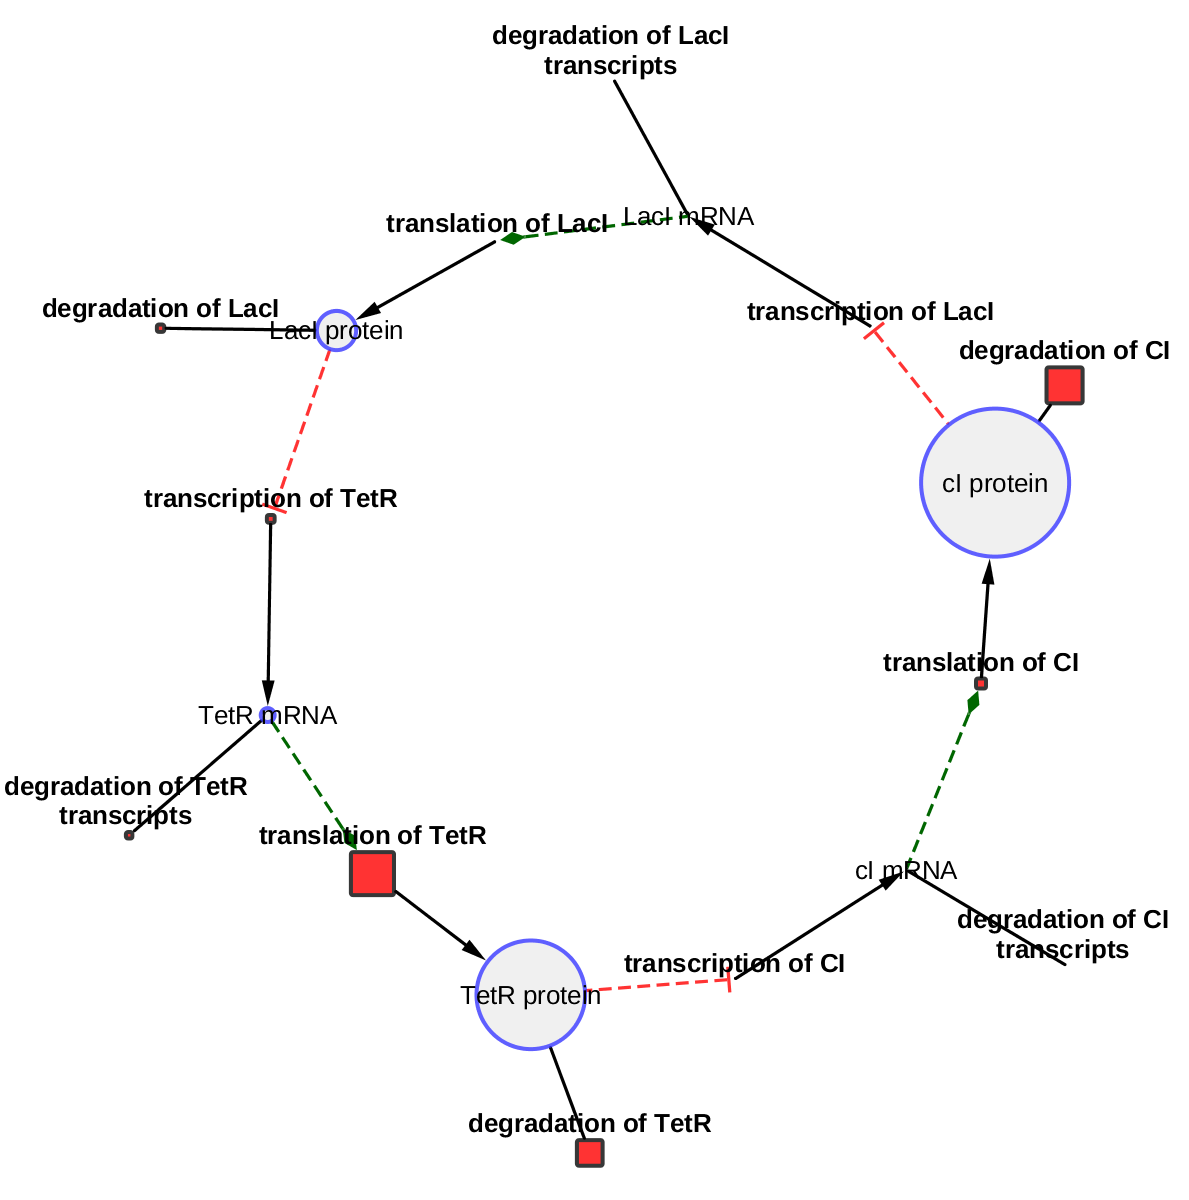 degradation of LacI
transcripts
translation of LacI
LacI mRNA
degradation of LacI
LacI protein
transcription of LacI
degradation of CI
cI protein
transcription of TetR
translation of CI
TetR mRNA
degradation of TetR
transcripts
translation of TetR
cI mRNA
degradation of CI
transcripts
transcription of CI
TetR protein
degradation of TetR